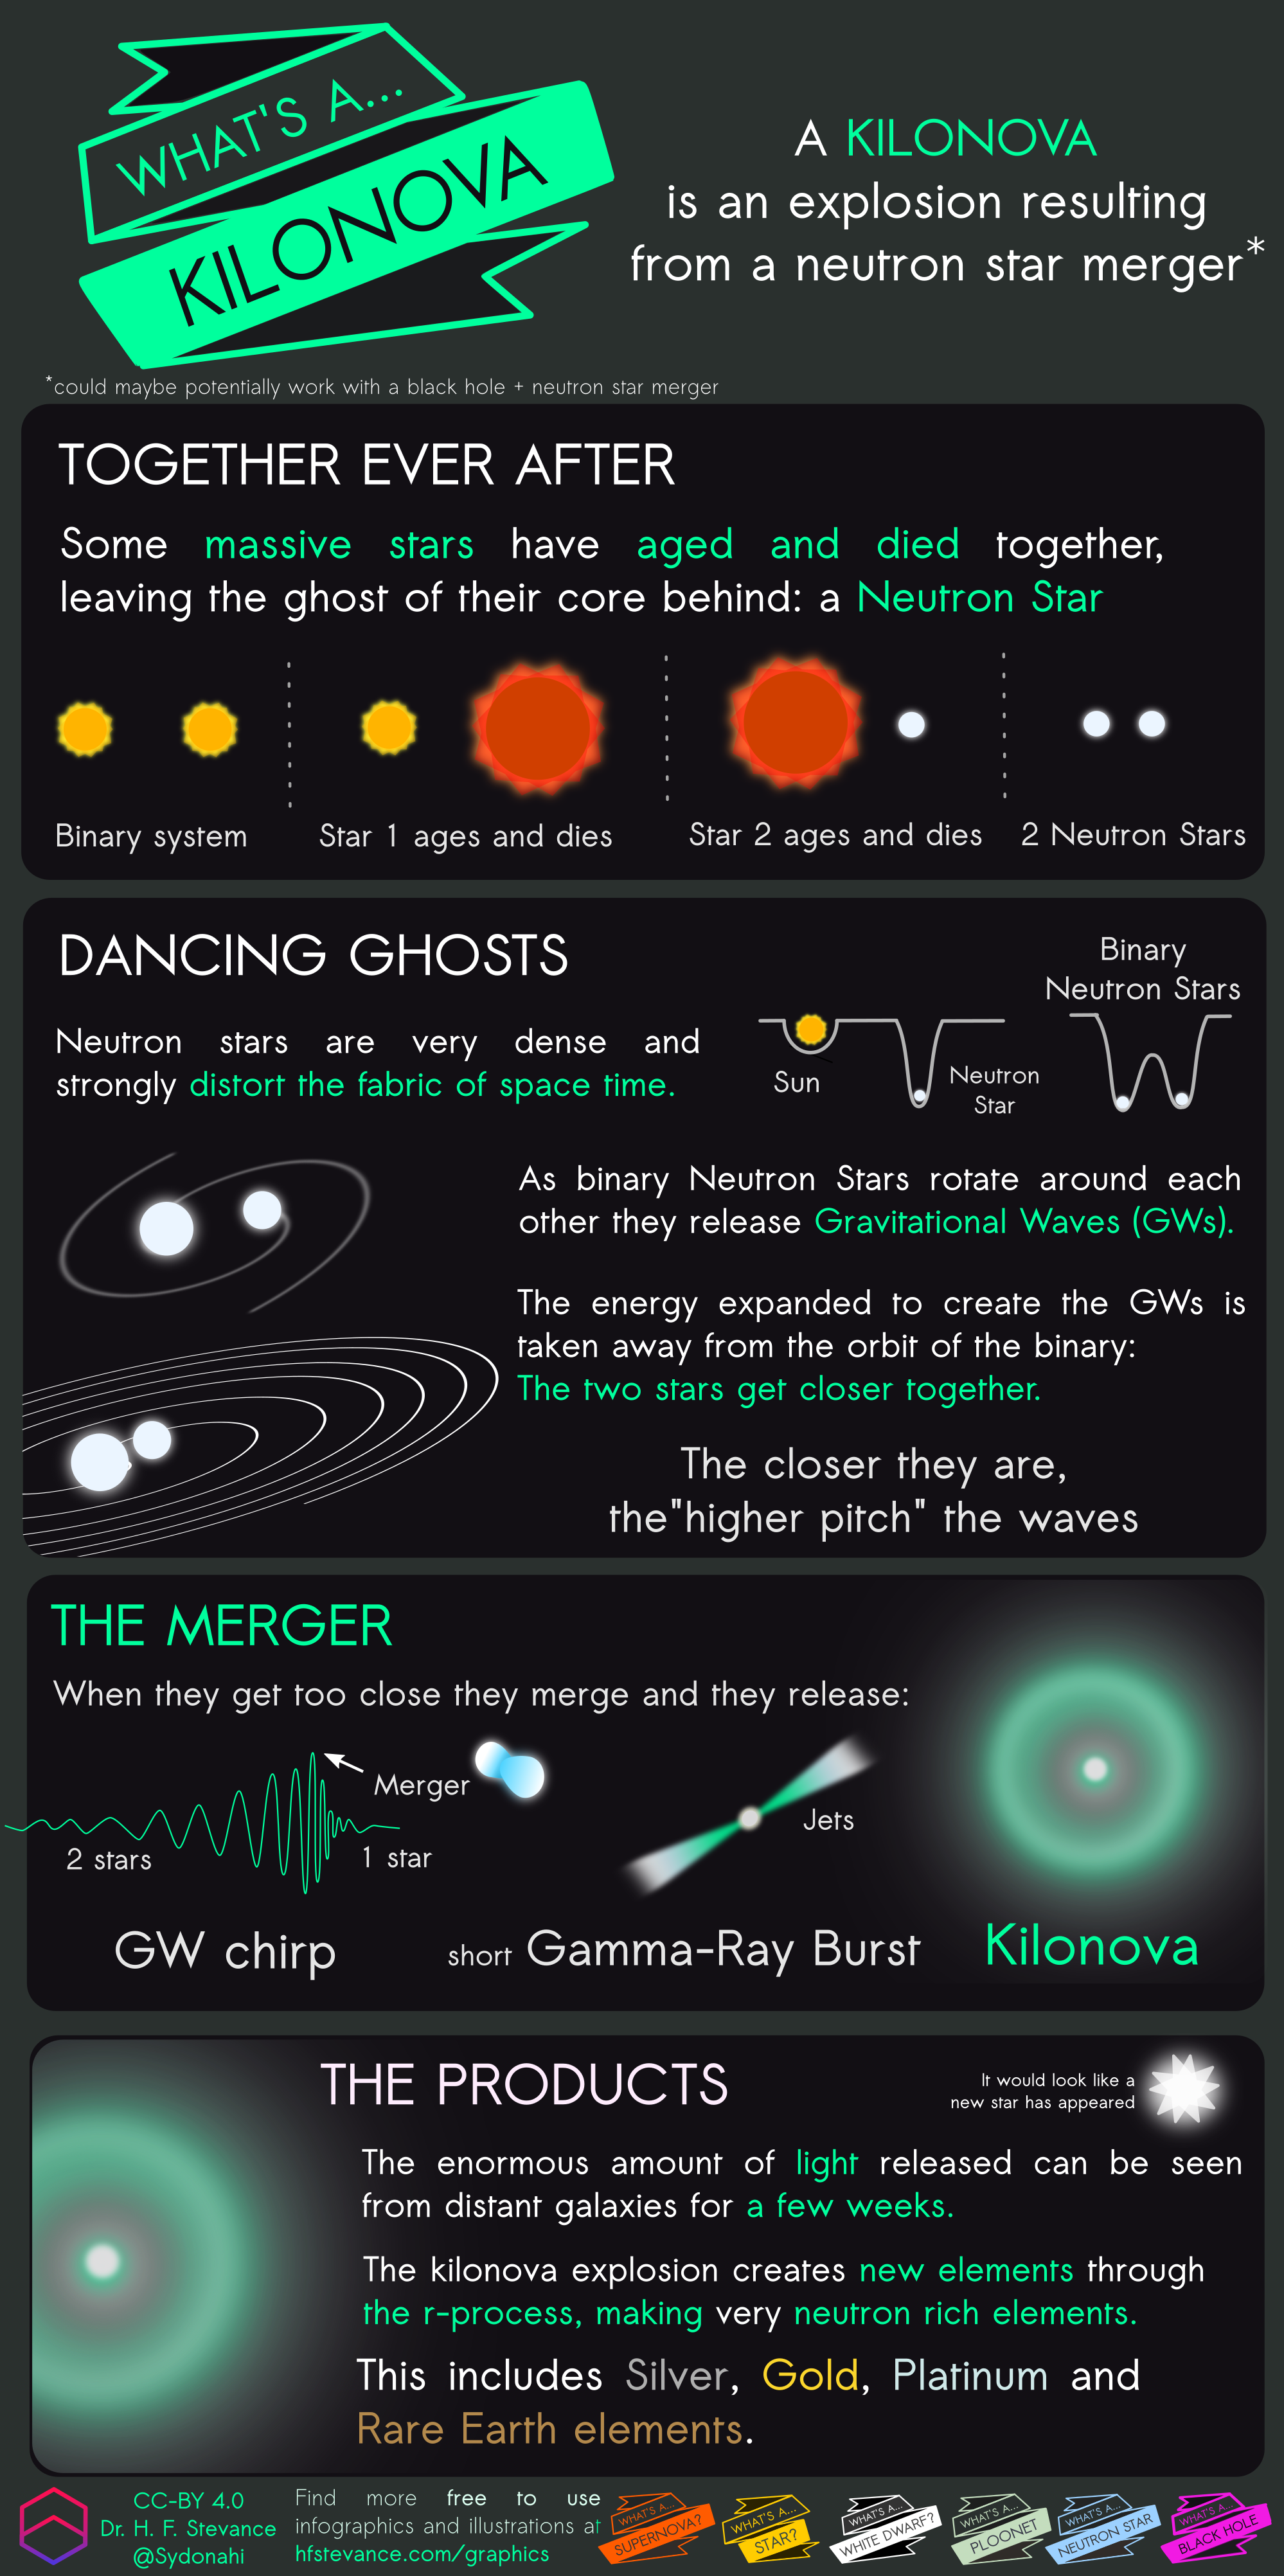 WHAT'S A...
KILONOVA
A KILONOVA
is an explosion resulting
from a neutron star merger*
*could maybe potentially work with a black hole + neutron star merger
TOGETHER EVER AFTER
Some massive stars have aged and died together,
leaving the ghost of their core behind: a Neutron Star
Binary system
Star 1 ages and dies
Star 2 ages and dies
2 Neutron Stars
DANCING GHOSTS
Neutron stars are very dense and
strongly distort the fabric of space time.
Sun
Neutron
Star
Binary
Neutron Stars
As binary Neutron Stars rotate around each
other they release Gravitational Waves (GWs).
The energy expanded to create the GWs is
taken away from the orbit of the binary:
The two stars get closer together.
The closer they are,
the"higher pitch" the waves
THE MERGER
When they get too close they merge and they release:
Merger
2 stars
1 star
Jets
GW chirp
short Gamma-Ray Burst
Kilonova
THE PRODUCTS
It would look like a
new star has appeared
The enormous amount of light released can be seen
from distant galaxies for a few weeks.
The kilonova explosion creates new elements through
the r-process, making very neutron rich elements.
This includes Silver, Gold, Platinum and
Rare Earth elements.
CC-BY 4.0
Dr. H. F. Stevance
@Sydonahi
Find more free to use
infographics and illustrations at
hfstevance.com/graphics
WHAT'S A...
SUPERNOVA?
WHAT'S A...
STAR?
WHAT'S A...
WHITE DWARF?
WHAT'S A...
PLOONET
WHAT'S A...
NEUTRON STAR
WHAT'S A...
BLACK HOLE